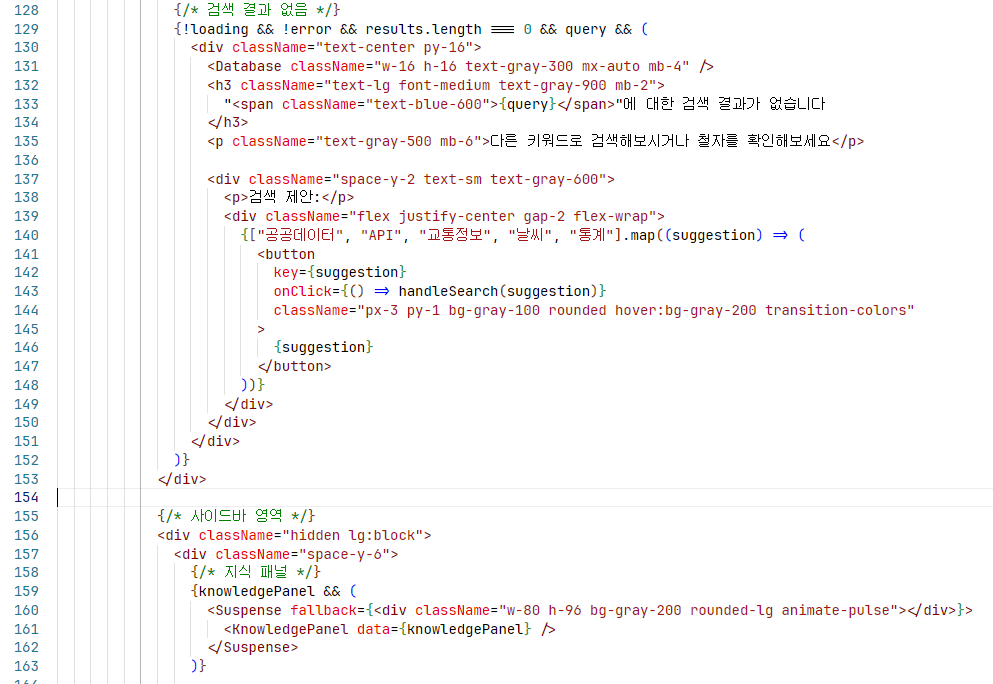 128 {/* 검색 결과 없음 */}
129 {!loading && !error && results.length === 0 && query && (
130 <div className="text-center py-16">
131 <Database className="w-16 h-16 text-gray-300 mx-auto mb-4" />
132 <h3 className="text-lg font-medium text-gray-900 mb-2">
133 "<span className="text-blue-600">{query}</span>"에 대한 검색 결과가 없습니다
134 </h3>
135 <p className="text-gray-500 mb-6">다른 키워드로 검색해보시거나 철자를 확인해보세요</p>
136
137 <div className="space-y-2 text-sm text-gray-600">
138 <p>검색 제안:</p>
139 <div className="flex justify-center gap-2 flex-wrap">
140 {["공공데이터", "API", "교통정보", "날씨", "통계"].map((suggestion) => (
141 <button
142 key={suggestion}
143 onClick={() => handleSearch(suggestion)}
144 className="px-3 py-1 bg-gray-100 rounded hover:bg-gray-200 transition-colors"
145 >
146 {suggestion}
147 </button>
148 ))}
149 </div>
150 </div>
151 </div>
152 )}
153 </div>
154
155 {/* 사이드바 영역 */}
156 <div className="hidden lg:block">
157 <div className="space-y-6">
158 {/* 지식 패널 */}
159 {knowledgePanel && (
160 <Suspense fallback={<div className="w-80 h-96 bg-gray-200 rounded-lg animate-pulse"></div>}>
161 <KnowledgePanel data={knowledgePanel} />
162 </Suspense>
163 )}